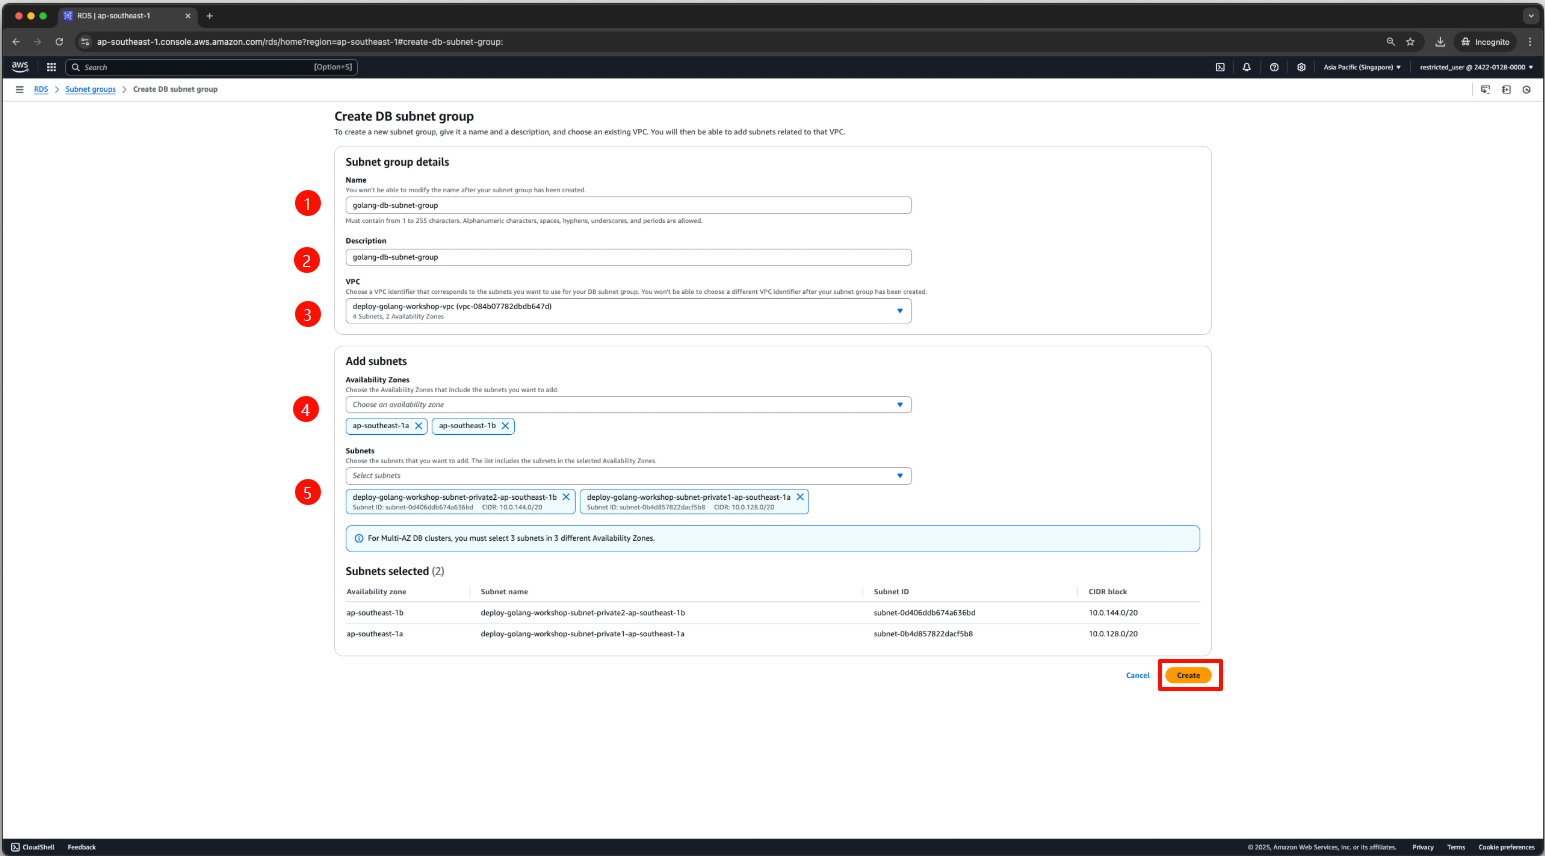 RDS | ap-southeast-1
ap-southeast-1.console.aws.amazon.com/rds/home?region=ap-southeast-1#create-db-subnet-group:
Incognito
aws
Search
[Option+S]
Asia Pacific (Singapore)
restricted_user @ 2422-0128-0000
RDS > Subnet groups > Create DB subnet group
Create DB subnet group
To create a new subnet group, give it a name and a description, and choose an existing VPC. You will then be able to add subnets related to that VPC.
Subnet group details
Name
You won't be able to modify the name after your subnet group has been created.
1
golang-db-subnet-group
Must contain from 1 to 255 characters. Alphanumeric characters, spaces, hyphens, underscores, and periods are allowed.
Description
2
golang-db-subnet-group
VPC
Choose a VPC identifier that corresponds to the subnets you want to use for your DB subnet group. You won't be able to choose a different VPC identifier after your subnet group has been created.
3
deploy-golang-workshop-vpc (vpc-084b07782dbdb647d)
4 Subnets, 2 Availability Zones
Add subnets
Availability Zones
Choose the Availability Zones that include the subnets you want to add.
4
Choose an availability zone
ap-southeast-1a
ap-southeast-1b
Subnets
Choose the subnets that you want to add. The list includes the subnets in the selected Availability Zones.
Select subnets
5
deploy-golang-workshop-subnet-private2-ap-southeast-1b
Subnet ID: subnet-0d406ddb674a636bd CIDR: 10.0.144.0/20
deploy-golang-workshop-subnet-private1-ap-southeast-1a
Subnet ID: subnet-0b4d857822dacf5b8 CIDR: 10.0.128.0/20
For Multi-AZ DB clusters, you must select 3 subnets in 3 different Availability Zones.
Subnets selected (2)
Availability zone Subnet name Subnet ID CIDR block
ap-southeast-1b deploy-golang-workshop-subnet-private2-ap-southeast-1b subnet-0d406ddb674a636bd 10.0.144.0/20
ap-southeast-1a deploy-golang-workshop-subnet-private1-ap-southeast-1a subnet-0b4d857822dacf5b8 10.0.128.0/20
Cancel
Create
CloudShell
Feedback
© 2025, Amazon Web Services, Inc. or its affiliates.
Privacy
Terms
Cookie preferences